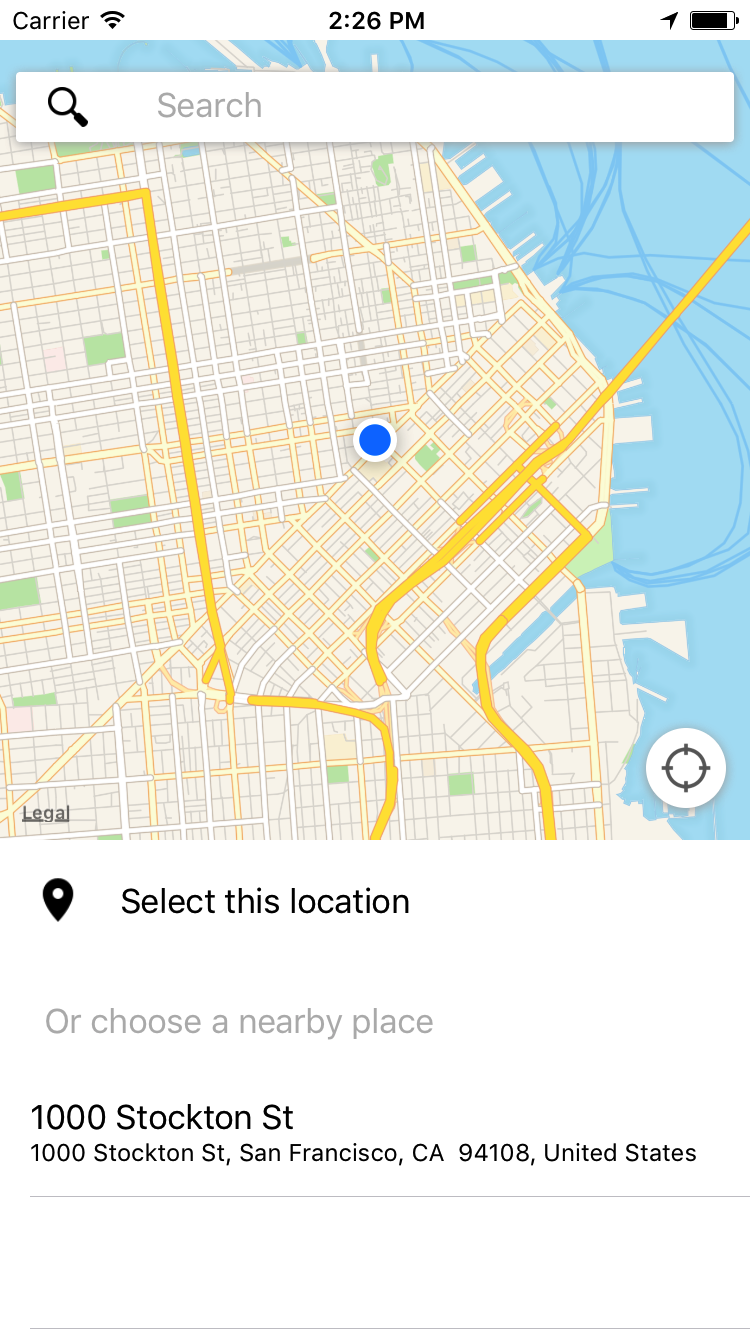 Carrier 2:26 PM
Search
Legal
Select this location
Or choose a nearby place
1000 Stockton St
1000 Stockton St, San Francisco, CA  94108, United States